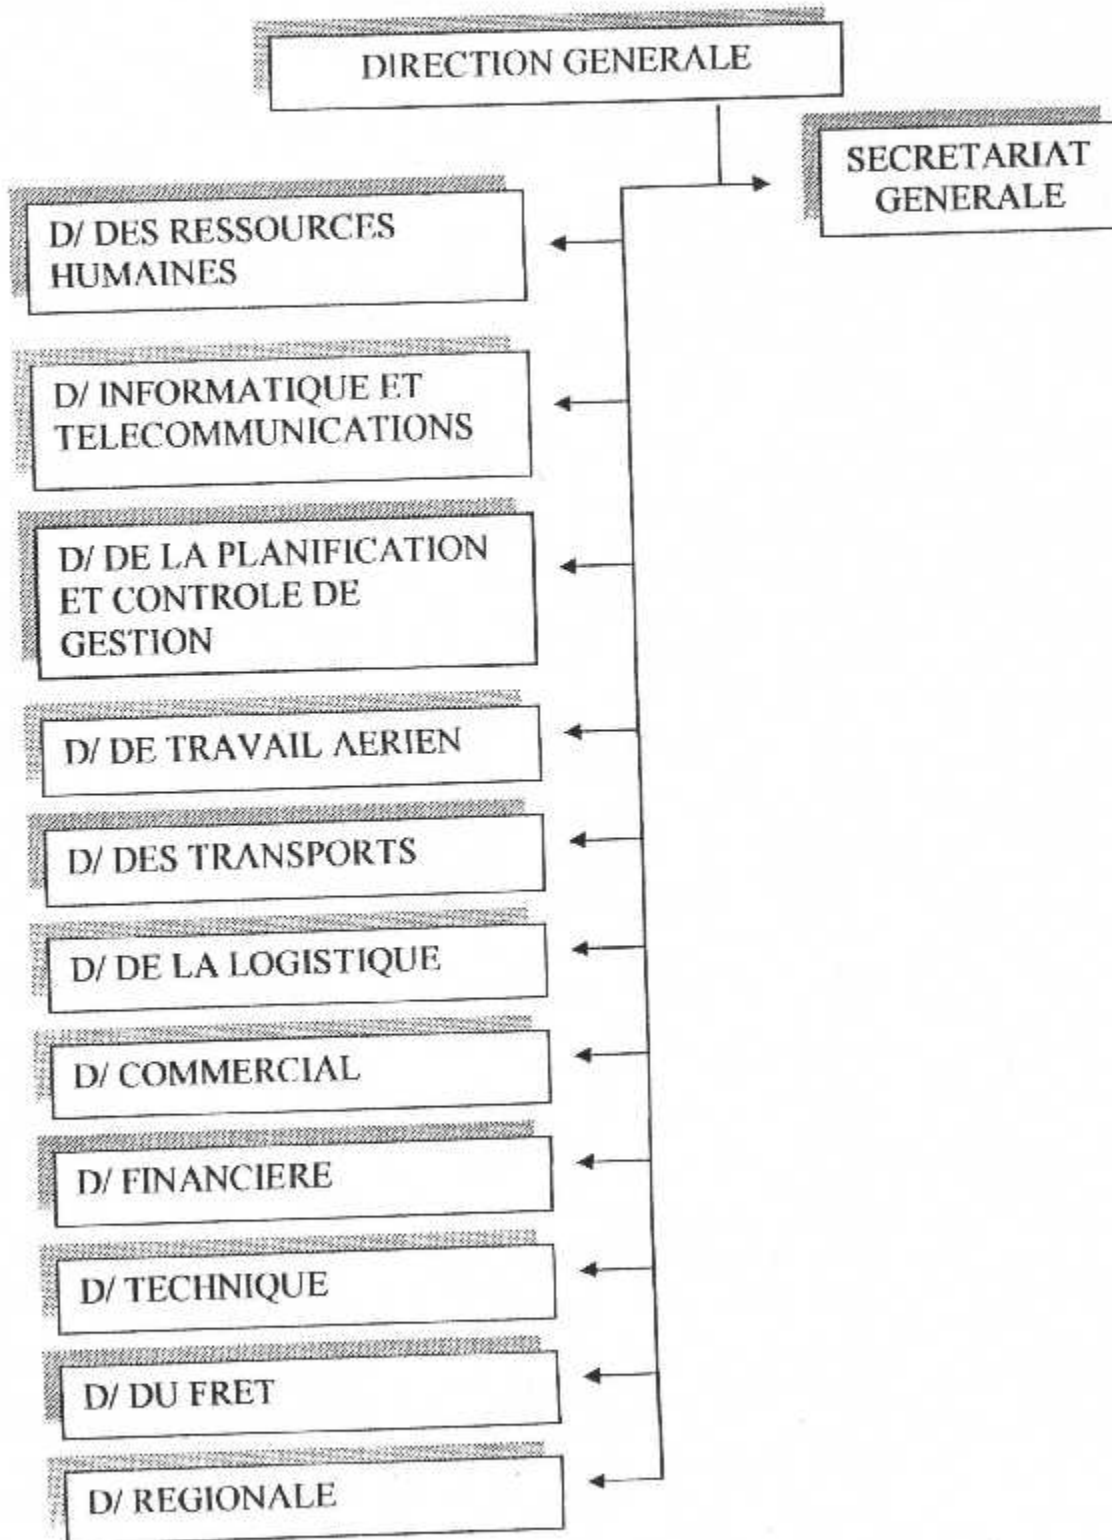 DIRECTION GENERALE
SECRETARIAT
GENERALE
D/ DES RESSOURCES
HUMAINES
D/ INFORMATIQUE ET
TELECOMMUNICATIONS
D/ DE LA PLANIFICATION
ET CONTROLE DE
GESTION
D/ DE TRAVAIL AERIEN
D/ DES TRANSPORTS
D/ DE LA LOGISTIQUE
D/ COMMERCIAL
D/ FINANCIERE
D/ TECHNIQUE
D/ DU FRET
D/ REGIONALE